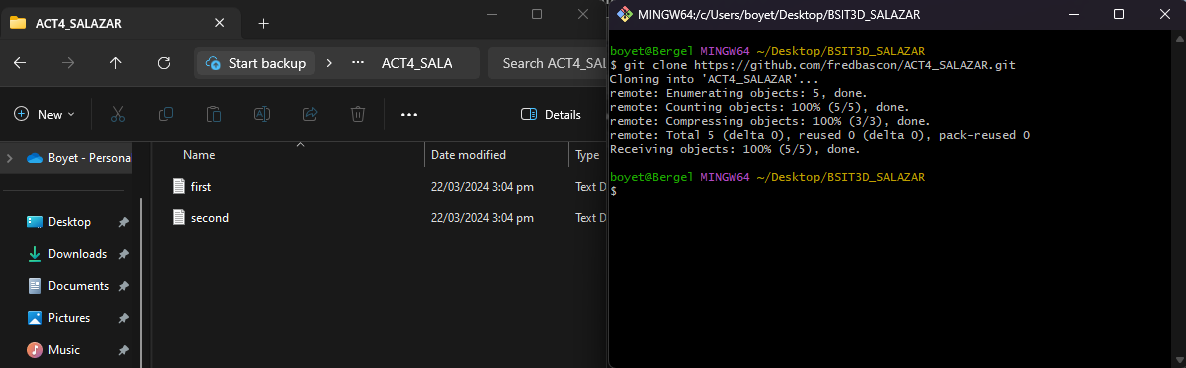 ACT4_SALAZAR
Start backup
ACT4_SALA
Search ACT4_SA
New
Details
Boyet - Persona
Desktop
Downloads
Documents
Pictures
Music
Name Date modified Type
first 22/03/2024 3:04 pm Text D
second 22/03/2024 3:04 pm Text D
MINGW64:/c/Users/boyet/Desktop/BSIT3D_SALAZAR
boyet@Bergel MINGW64 ~/Desktop/BSIT3D_SALAZAR
$ git clone https://github.com/fredbascon/ACT4_SALAZAR.git
Cloning into 'ACT4_SALAZAR'...
remote: Enumerating objects: 5, done.
remote: Counting objects: 100% (5/5), done.
remote: Compressing objects: 100% (3/3), done.
remote: Total 5 (delta 0), reused 0 (delta 0), pack-reused 0
Receiving objects: 100% (5/5), done.
boyet@Bergel MINGW64 ~/Desktop/BSIT3D_SALAZAR
$